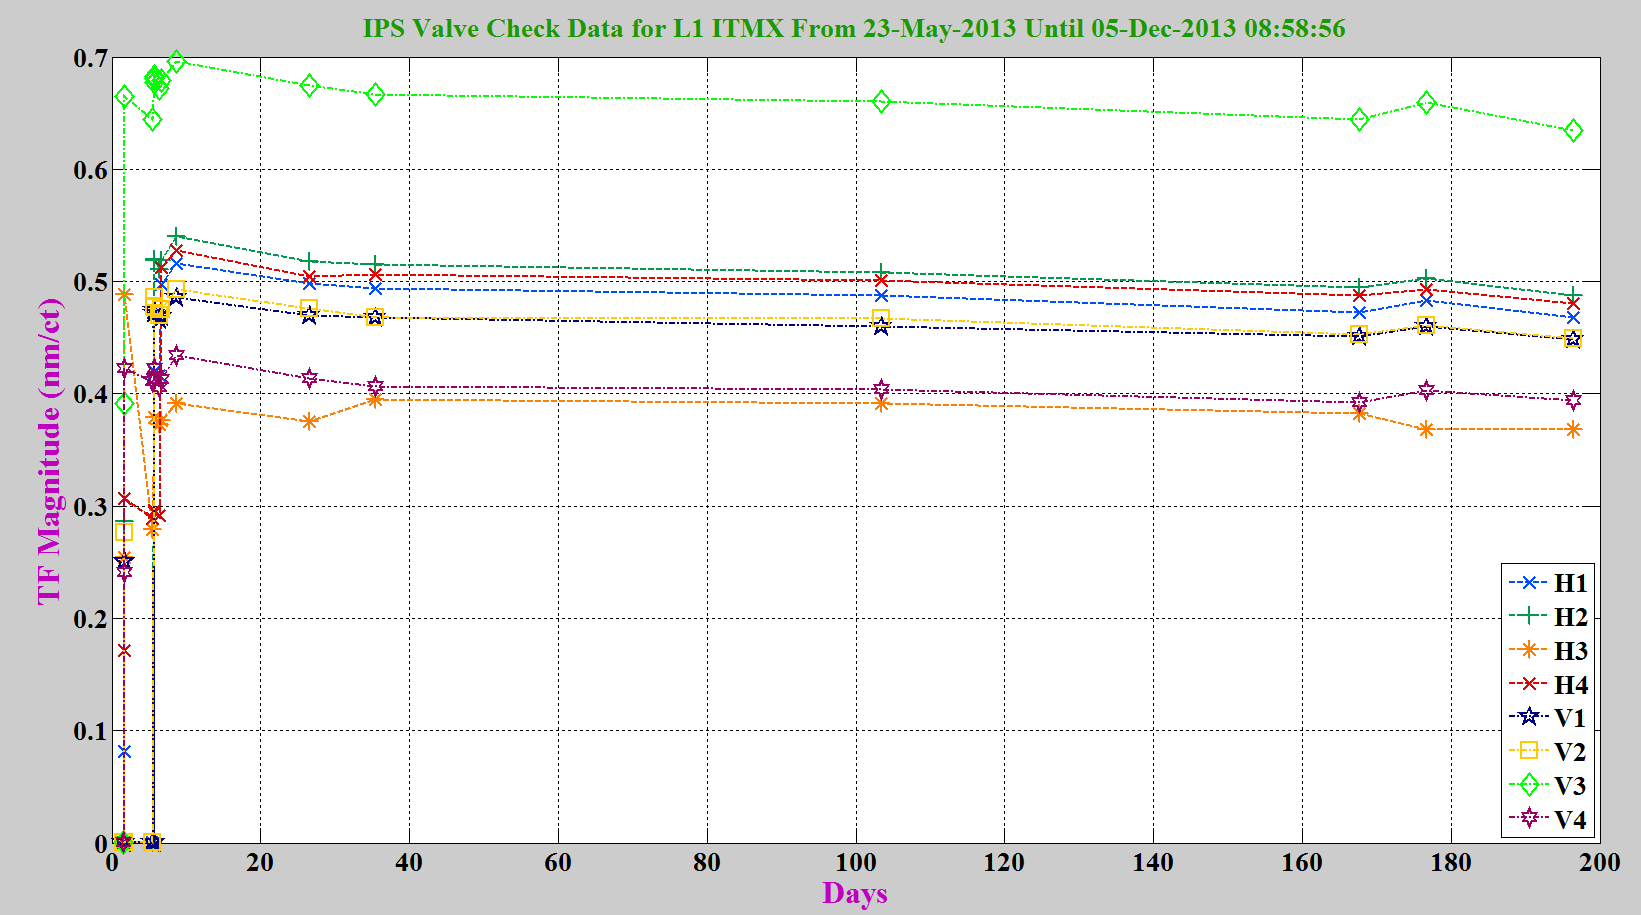 IPS Valve Check Data for L1 ITMX From 23-May-2013 Until 05-Dec-2013 08:58:56
TF Magnitude (nm/ct)
0.7
0.6
0.5
0.4
0.3
0.2
0.1
0
0 20 40 60 80 100 120 140 160 180 200
Days
H1
H2
H3
H4
V1
V2
V3
V4